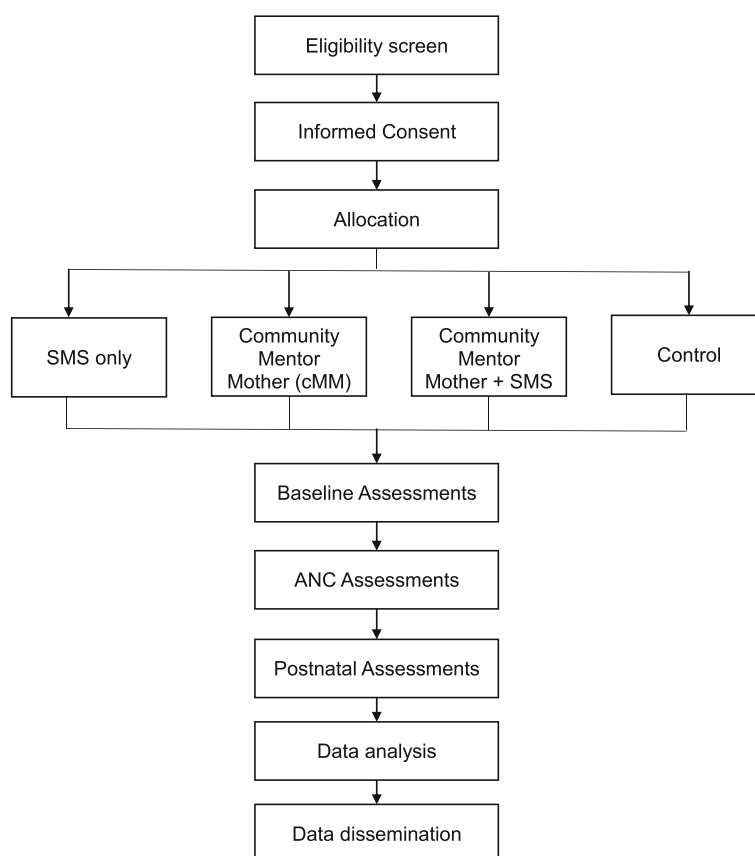 Eligibility screen
Informed Consent
Allocation
SMS only
Community
Mentor
Mother (cMM)
Community
Mentor
Mother + SMS
Control
Baseline Assessments
ANC Assessments
Postnatal Assessments
Data analysis
Data dissemination